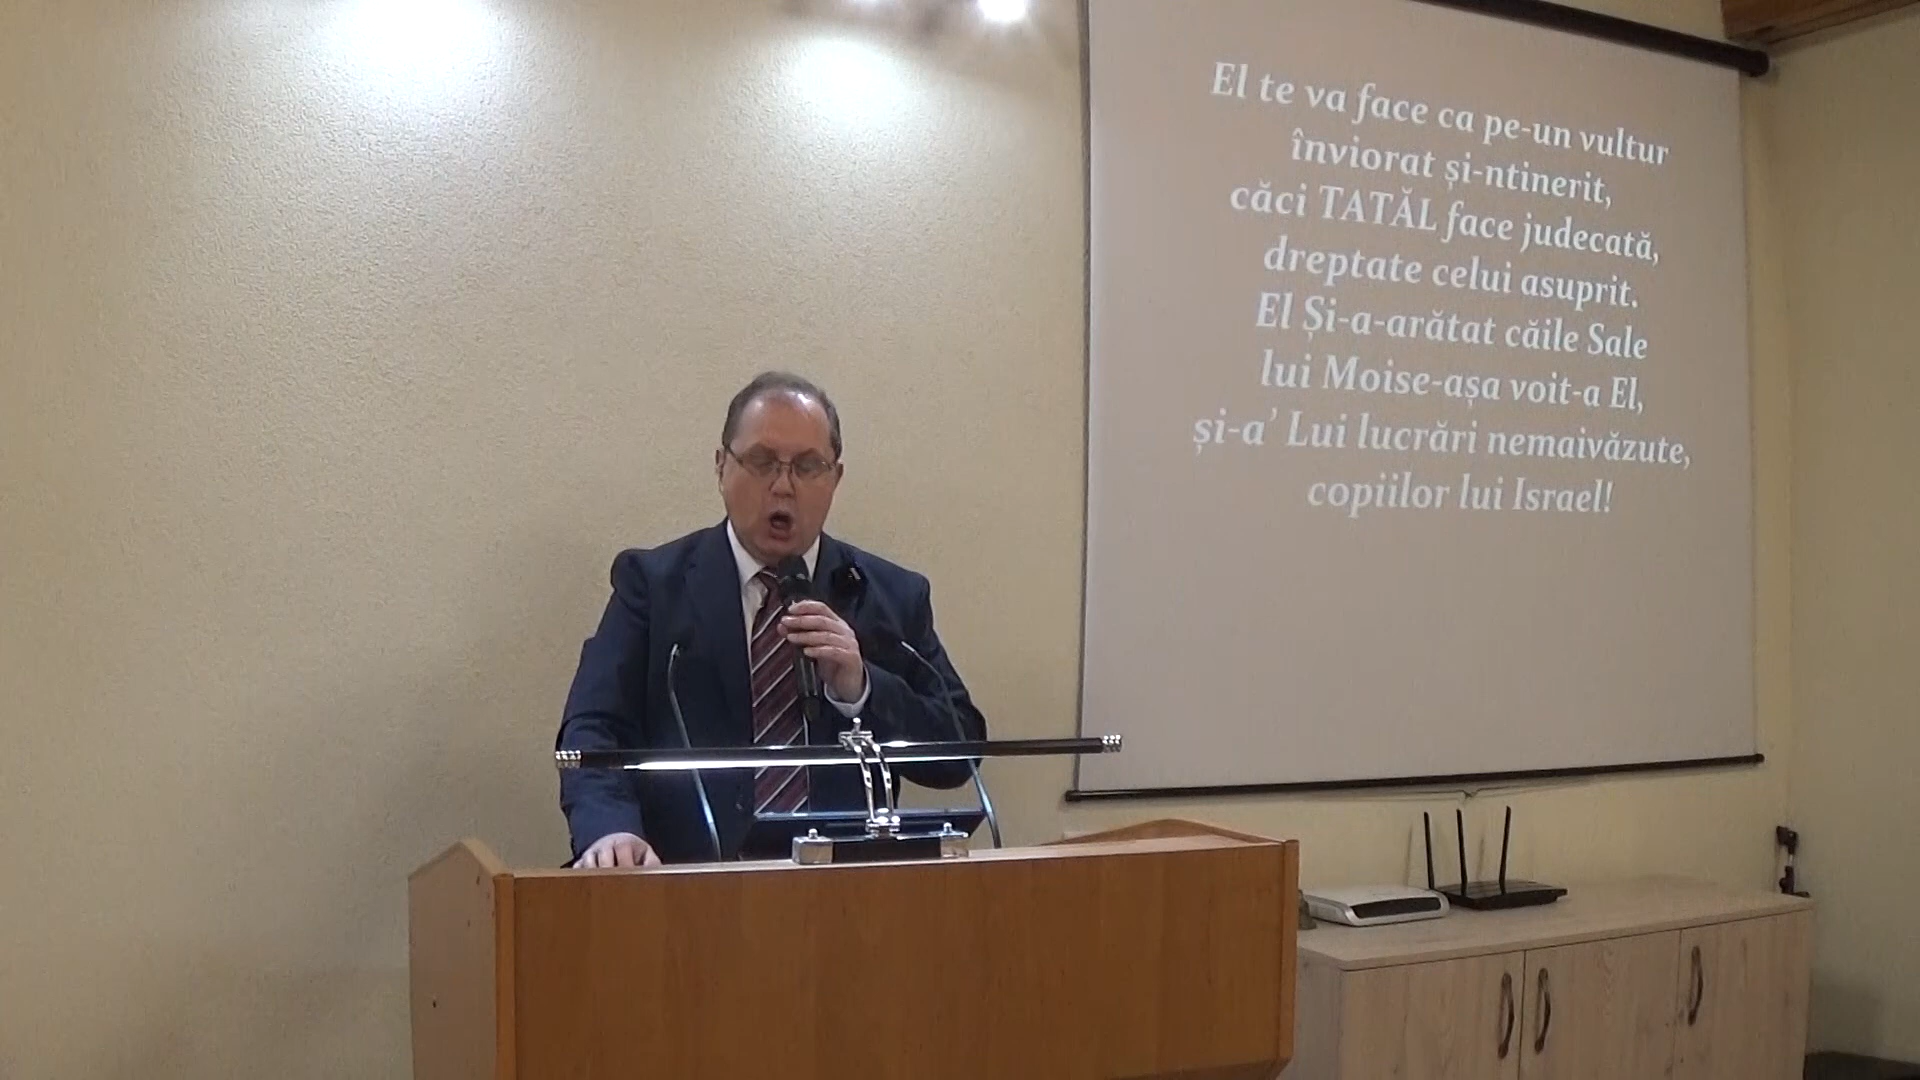 El te va face ca pe-un vultur
înviorat și-ntinerit,
căci TATĂL face judecată,
dreptate celui asuprit.
El Și-a-arătat căile Sale
lui Moise-așa voit-a El,
și-a’ Lui lucrări nemaivăzute,
copiilor lui Israel!